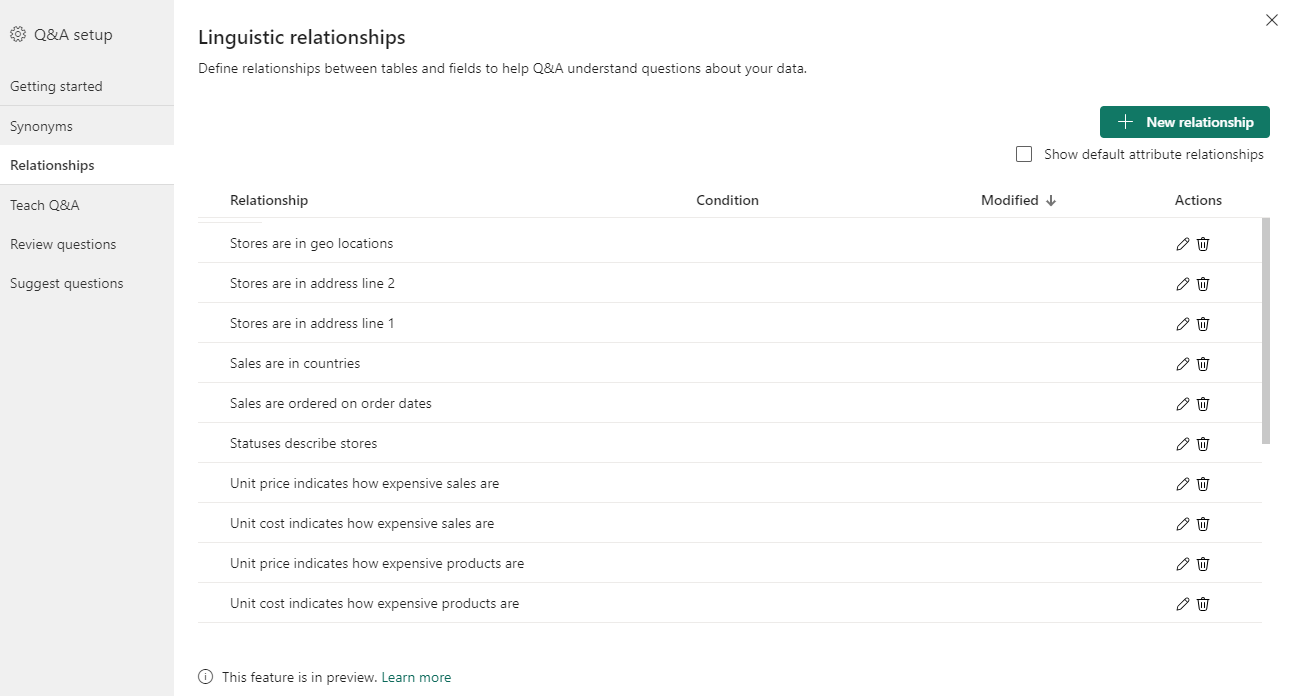 Q&A setup
Getting started
Synonyms
Relationships
Teach Q&A
Review questions
Suggest questions
Linguistic relationships
Define relationships between tables and fields to help Q&A understand questions about your data.
New relationship
Show default attribute relationships
Relationship Condition Modified Actions
Stores are in geo locations
Stores are in address line 2
Stores are in address line 1
Sales are in countries
Sales are ordered on order dates
Statuses describe stores
Unit price indicates how expensive sales are
Unit cost indicates how expensive sales are
Unit price indicates how expensive products are
Unit cost indicates how expensive products are
This feature is in preview. Learn more